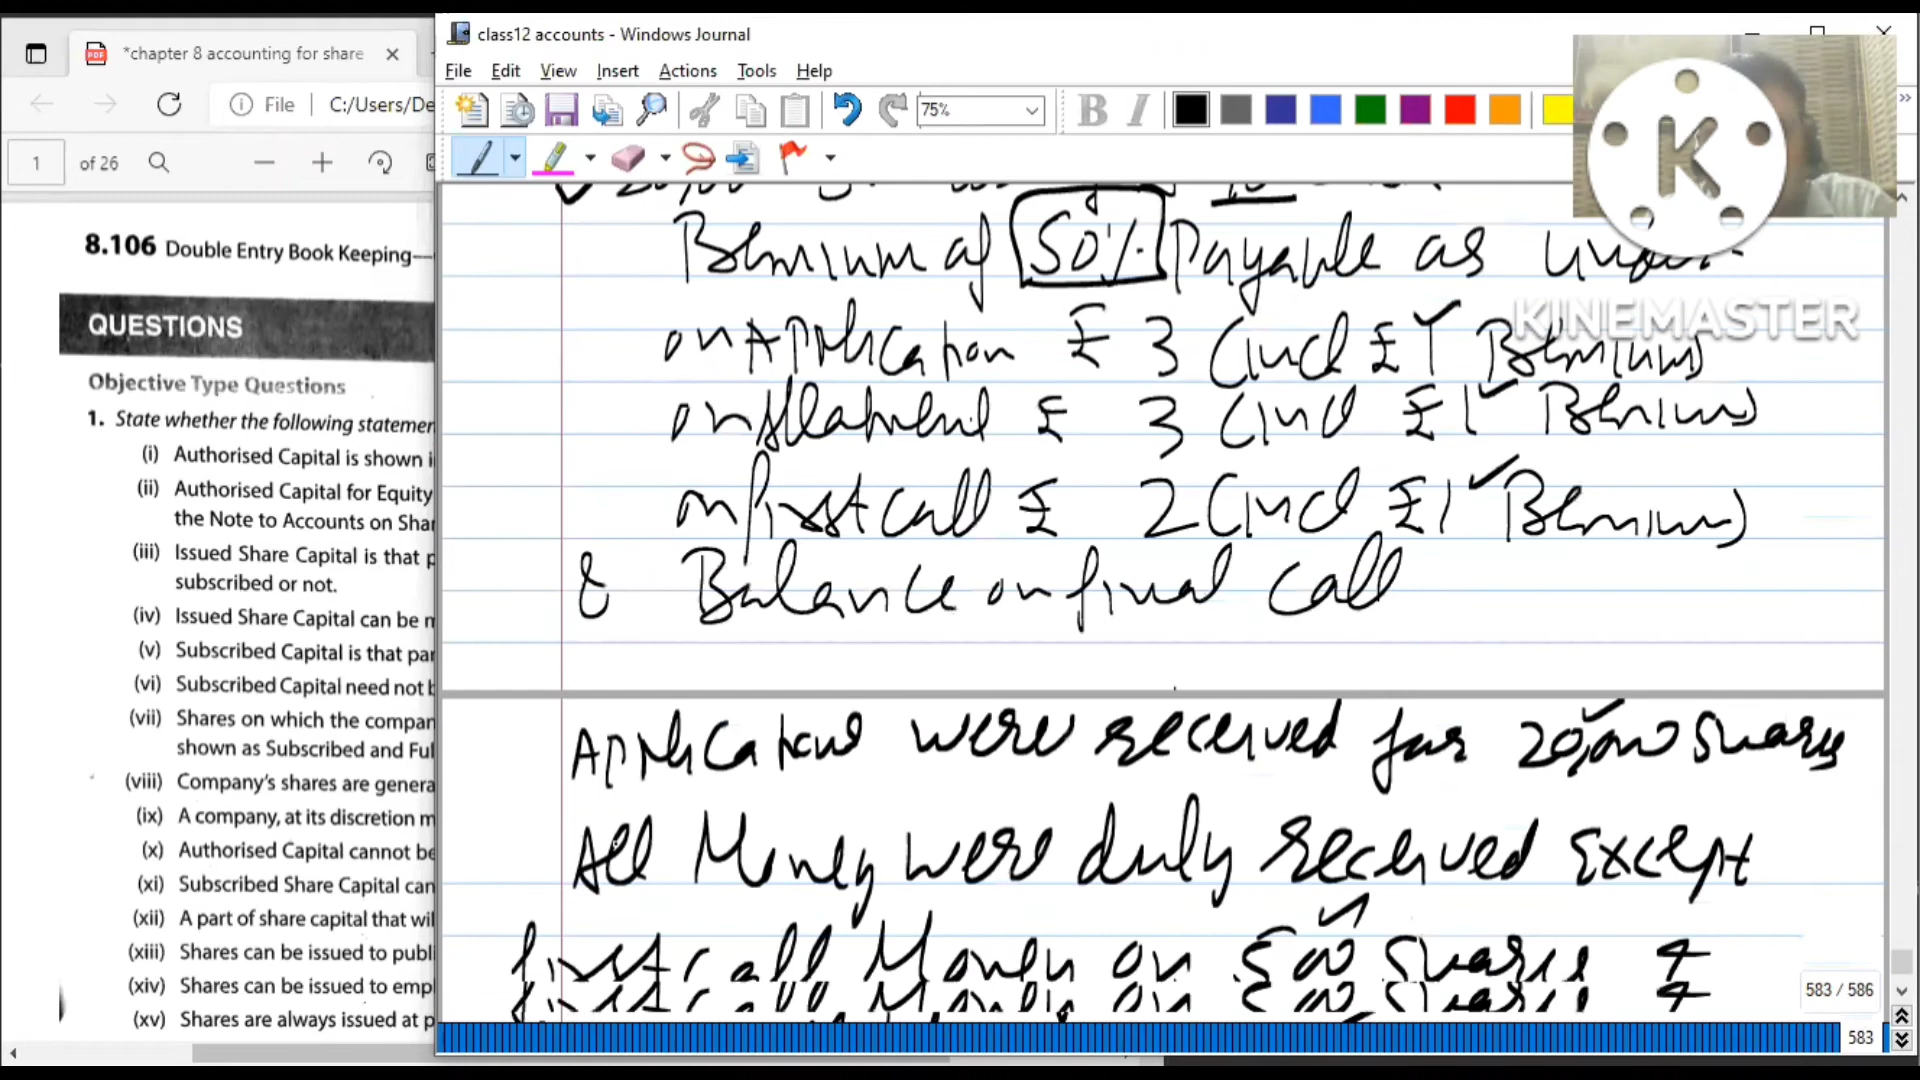 class12 accounts - Windows Journal
*chapter 8 accounting for share
File Edit View Insert Actions Tools Help
File C:/Users/De
75%
B I
1 of 26
K
KINEMASTER
8.106 Double Entry Book Keeping—
QUESTIONS
Objective Type Questions
1. State whether the following statemer
(i) Authorised Capital is shown i
(ii) Authorised Capital for Equity
the Note to Accounts on Shar
(iii) Issued Share Capital is that p
subscribed or not.
(iv) Issued Share Capital can be m
(v) Subscribed Capital is that par
(vi) Subscribed Capital need not b
(vii) Shares on which the compan
shown as Subscribed and Ful
(viii) Company's shares are genera
(ix) A company, at its discretion m
(x) Authorised Capital cannot be
(xi) Subscribed Share Capital can
(xii) A part of share capital that wil
(xiii) Shares can be issued to publi
(xiv) Shares can be issued to empl
(xv) Shares are always issued at p
Premium of 50% Payable as under
on Application ₹ 3 (incl ₹ 1 Premium)
on Allotment ₹ 3 (incl ₹ 1 Premium)
on first call ₹ 2 (incl ₹ 1 Premium)
& Balance on final call
Applications were received for 20,000 shares
All Money were duly received except
first call Money on 500 shares &
583 / 586
583